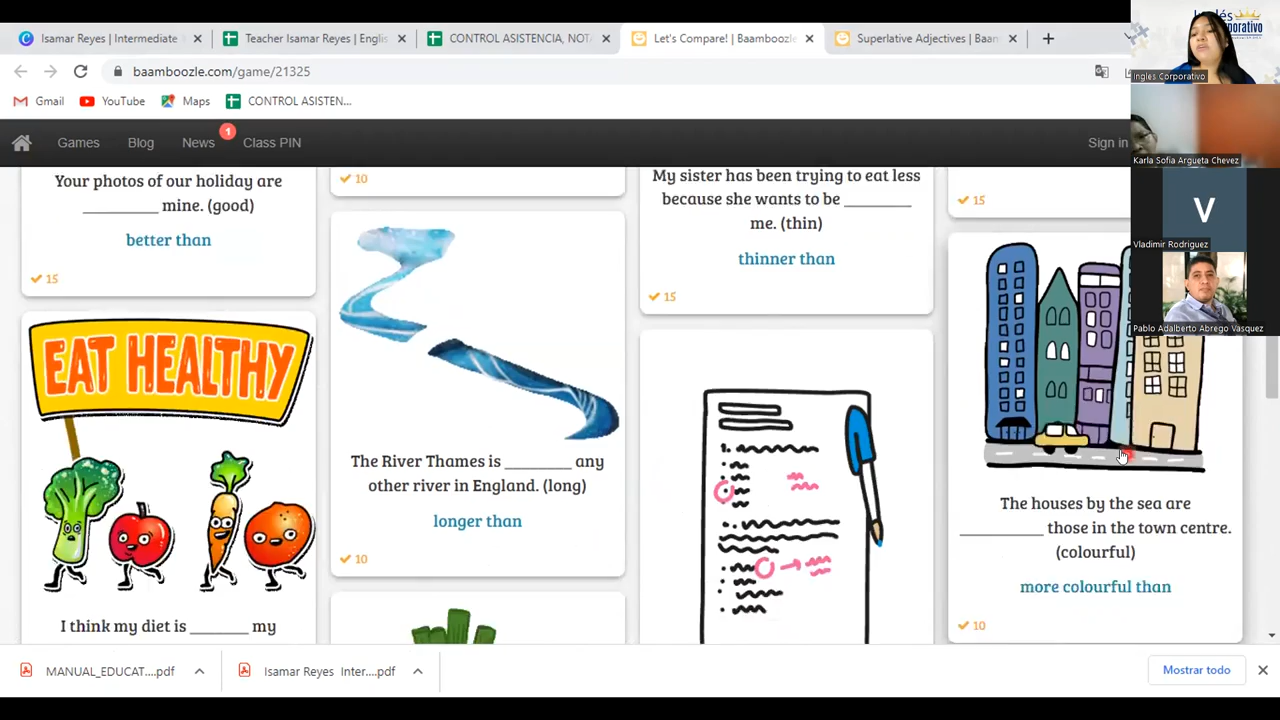 Isamar Reyes | Intermediate
Teacher Isamar Reyes | Englis
CONTROL ASISTENCIA, NOTA
Let's Compare! | Baamboozle
Superlative Adjectives | Baam
baamboozle.com/game/21325
Gmail
YouTube
Maps
CONTROL ASISTEN...
Games
Blog
News
1
Class PIN
Sign in
Your photos of our holiday are
_________ mine. (good)
better than
15
EAT HEALTHY
I think my diet is _______ my
10
The River Thames is ________ any
other river in England. (long)
longer than
10
My sister has been trying to eat less
because she wants to be ________
me. (thin)
thinner than
15
15
The houses by the sea are
__________ those in the town centre.
(colourful)
more colourful than
10
Ingles Corporativo
Karla Sofia Argueta Chevez
V
Vladimir Rodriguez
Pablo Adalberto Abrego Vasquez
MANUAL_EDUCAT....pdf
Isamar Reyes Inter....pdf
Mostrar todo